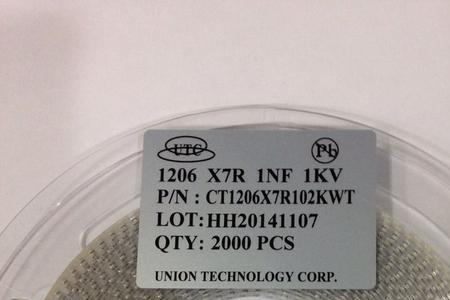 UTC Pb
1206 X7R 1NF 1KV
P/N : CT1206X7R102KWT
LOT: HH20141107
QTY: 2000 PCS
UNION TECHNOLOGY CORP.